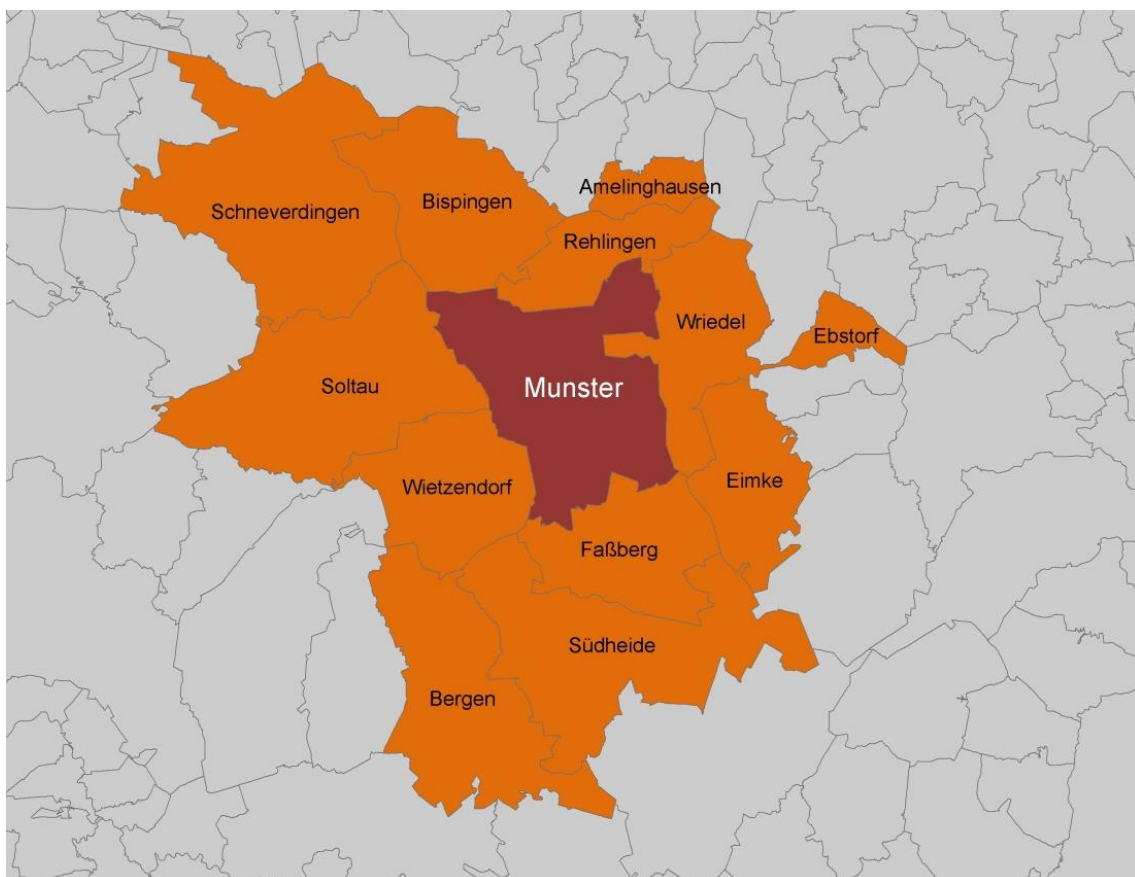 Amelinghausen
Bispingen
Schneverdingen
Rehlingen
Wriedel
Ebstorf
Soltau
Munster
Wietzendorf
Eimke
Faßberg
Südheide
Bergen